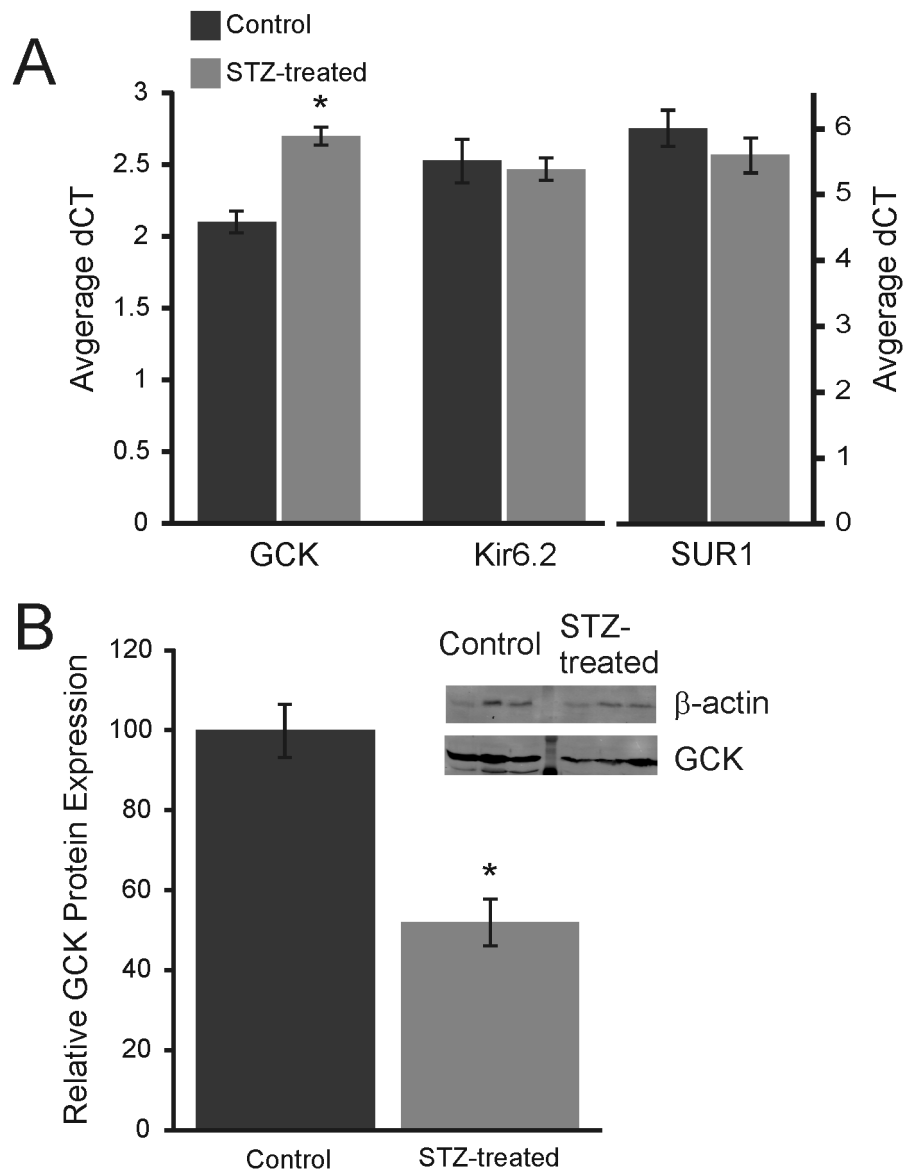 A
Control
STZ-treated
Avgerage dCT
3
2.5
2
1.5
1
0.5
0
*
6
5
4
3
2
1
0
Avgerage dCT
GCK
Kir6.2
SUR1
B
Relative GCK Protein Expression
120
100
80
60
40
20
0
Control
STZ-
treated
β-actin
GCK
*
Control
STZ-treated